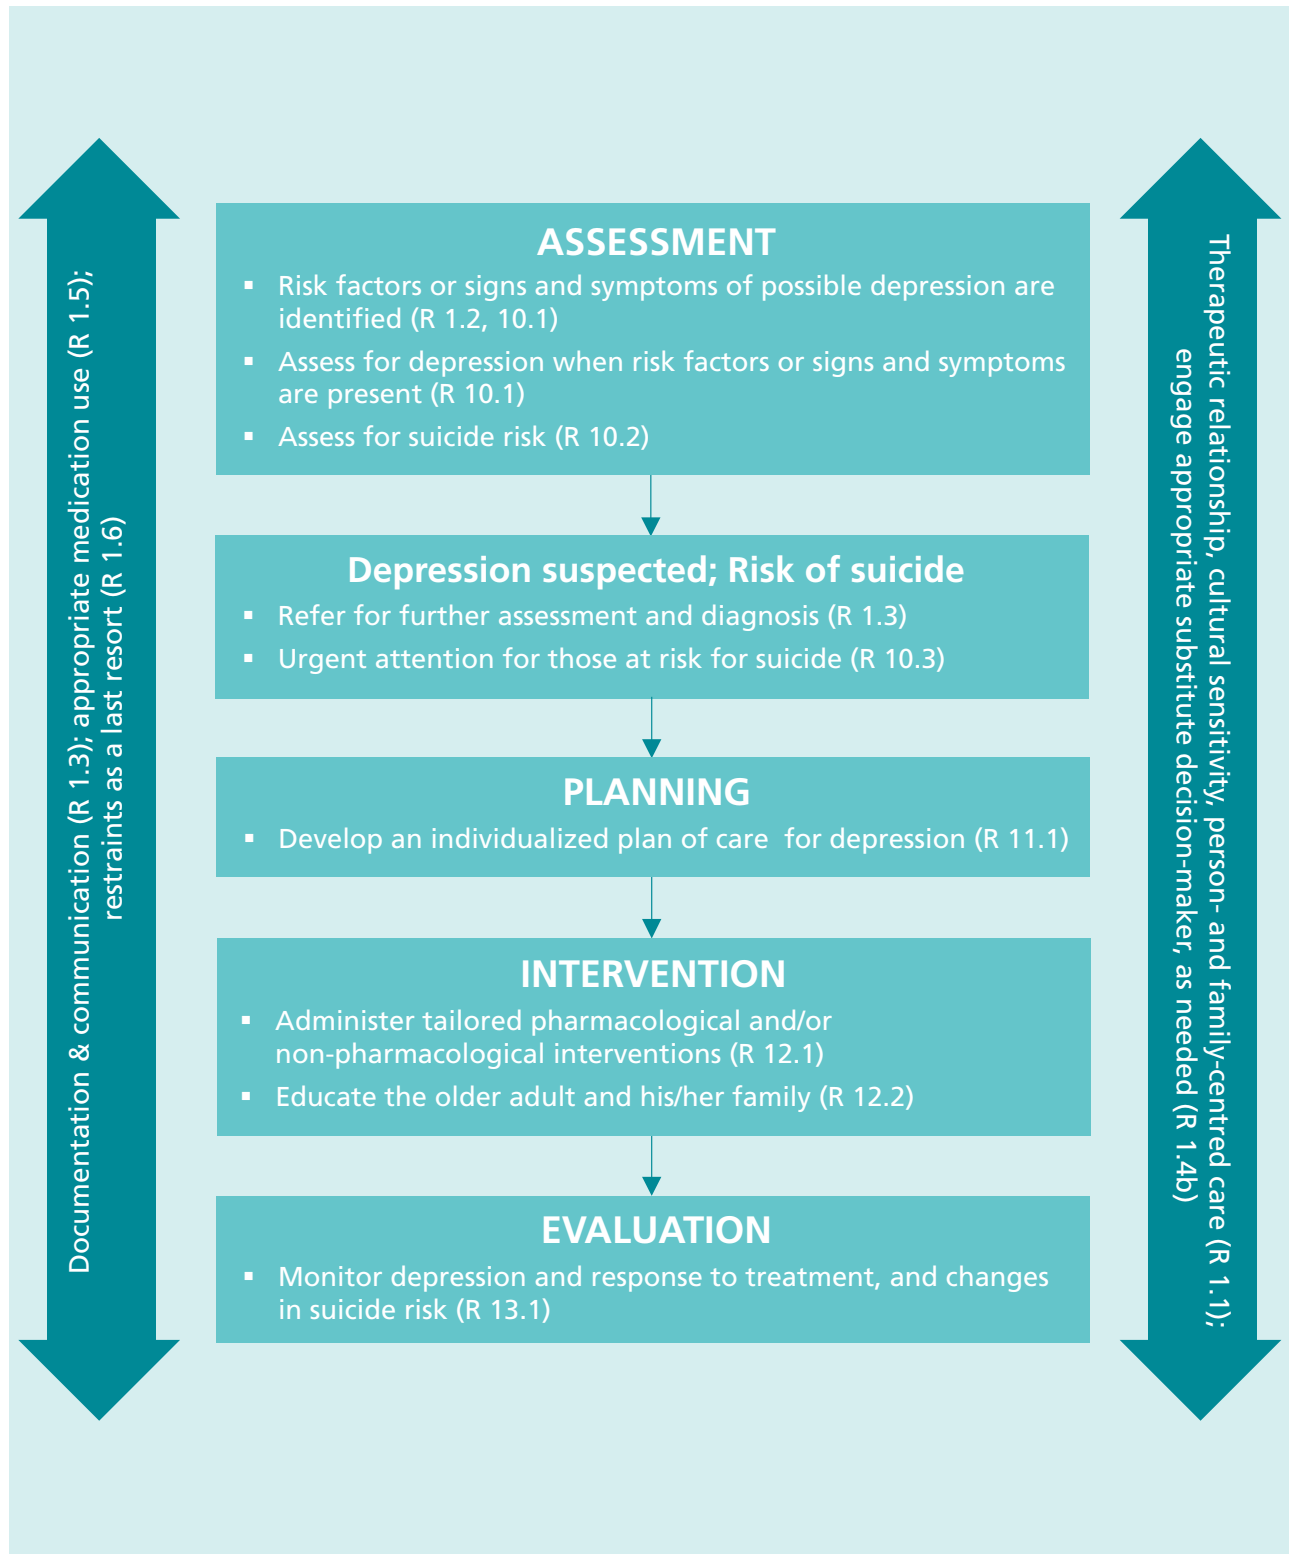 Documentation & communication (R 1.3); appropriate medication use (R 1.5);
restraints as a last resort (R 1.6)
ASSESSMENT
▪ Risk factors or signs and symptoms of possible depression are
identified (R 1.2, 10.1)
▪ Assess for depression when risk factors or signs and symptoms
are present (R 10.1)
▪ Assess for suicide risk (R 10.2)
Depression suspected; Risk of suicide
▪ Refer for further assessment and diagnosis (R 1.3)
▪ Urgent attention for those at risk for suicide (R 10.3)
PLANNING
▪ Develop an individualized plan of care  for depression (R 11.1)
INTERVENTION
▪ Administer tailored pharmacological and/or
non-pharmacological interventions (R 12.1)
▪ Educate the older adult and his/her family (R 12.2)
EVALUATION
▪ Monitor depression and response to treatment, and changes
in suicide risk (R 13.1)
Therapeutic relationship, cultural sensitivity, person- and family-centred care (R 1.1);
engage appropriate substitute decision-maker, as needed (R 1.4b)